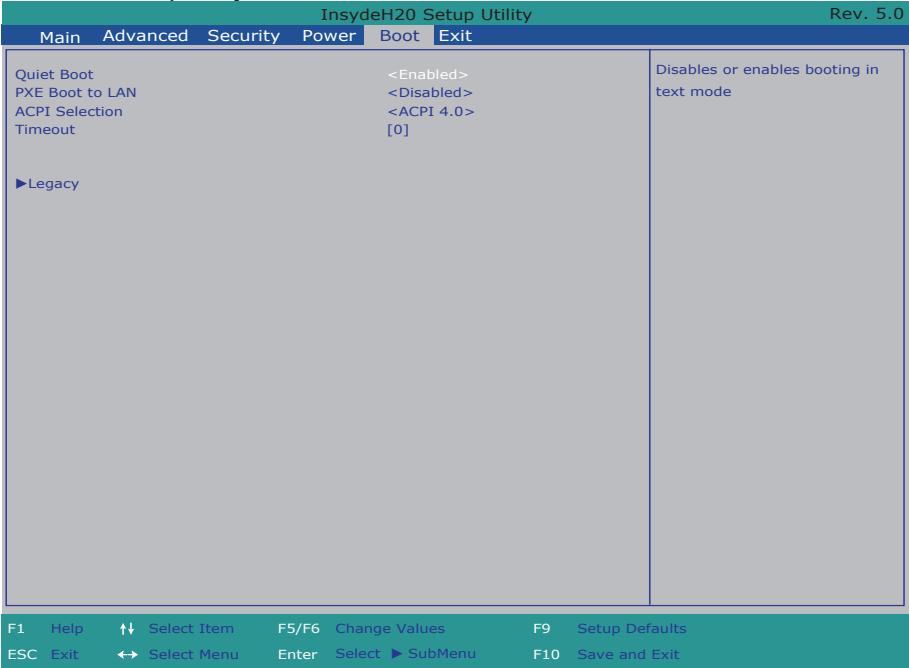 InsydeH20 Setup Utility Rev. 5.0
Main Advanced Security Power Boot Exit
Quiet Boot <Enabled>
PXE Boot to LAN <Disabled>
ACPI Selection <ACPI 4.0>
Timeout [0]
▶Legacy
Disables or enables booting in
text mode
F1 Help ↑↓ Select Item F5/F6 Change Values F9 Setup Defaults
ESC Exit ↔ Select Menu Enter Select ▶ SubMenu F10 Save and Exit